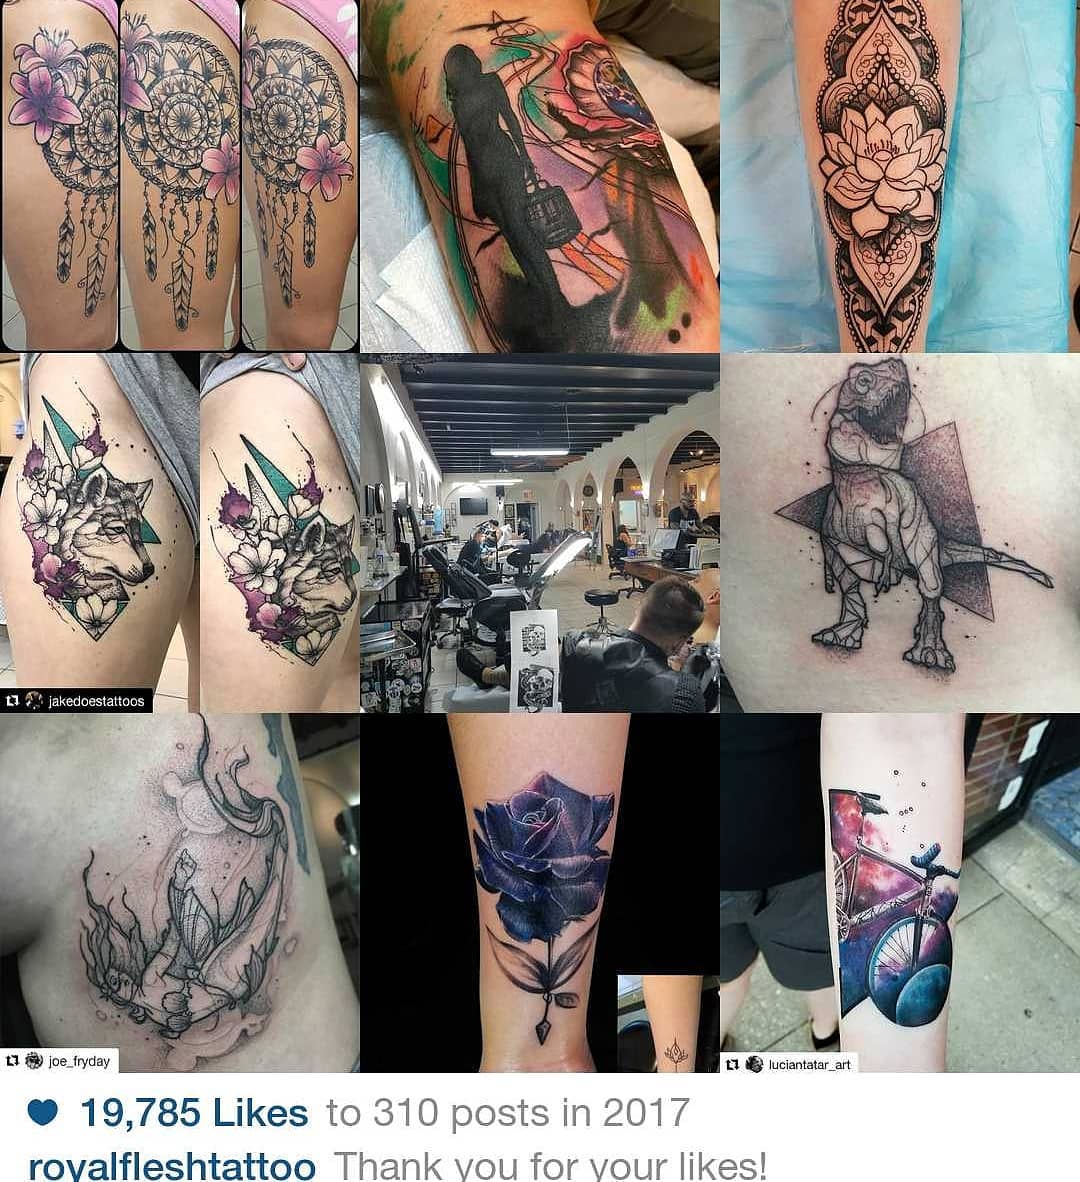 jakedoestattoos
joe_fryday
luciantatar_art
19,785 Likes to 310 posts in 2017
royalfleshtattoo Thank you for your likes!